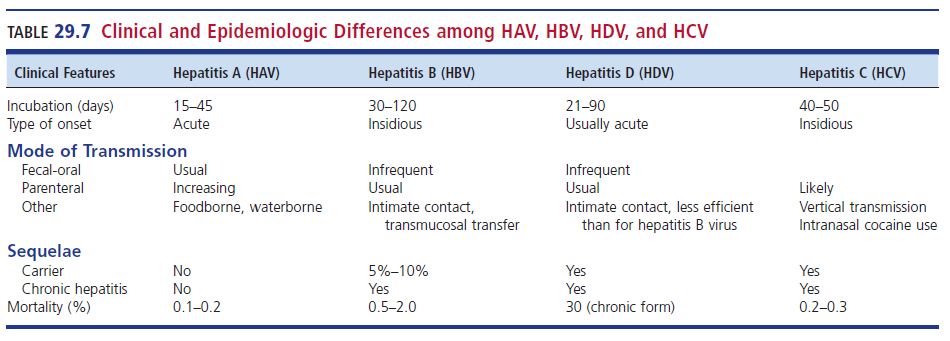 TABLE 29.7 Clinical and Epidemiologic Differences among HAV, HBV, HDV, and HCV
Clinical Features Hepatitis A (HAV) Hepatitis B (HBV) Hepatitis D (HDV) Hepatitis C (HCV)
Incubation (days) 15–45 30–120 21–90 40–50
Type of onset Acute Insidious Usually acute Insidious
Mode of Transmission
Fecal-oral Usual Infrequent Infrequent
Parenteral Increasing Usual Usual Likely
Other Foodborne, waterborne Intimate contact, Intimate contact, less efficient Vertical transmission
transmucosal transfer than for hepatitis B virus Intranasal cocaine use
Sequelae
Carrier No 5%–10% Yes Yes
Chronic hepatitis No Yes Yes Yes
Mortality (%) 0.1–0.2 0.5–2.0 30 (chronic form) 0.2–0.3